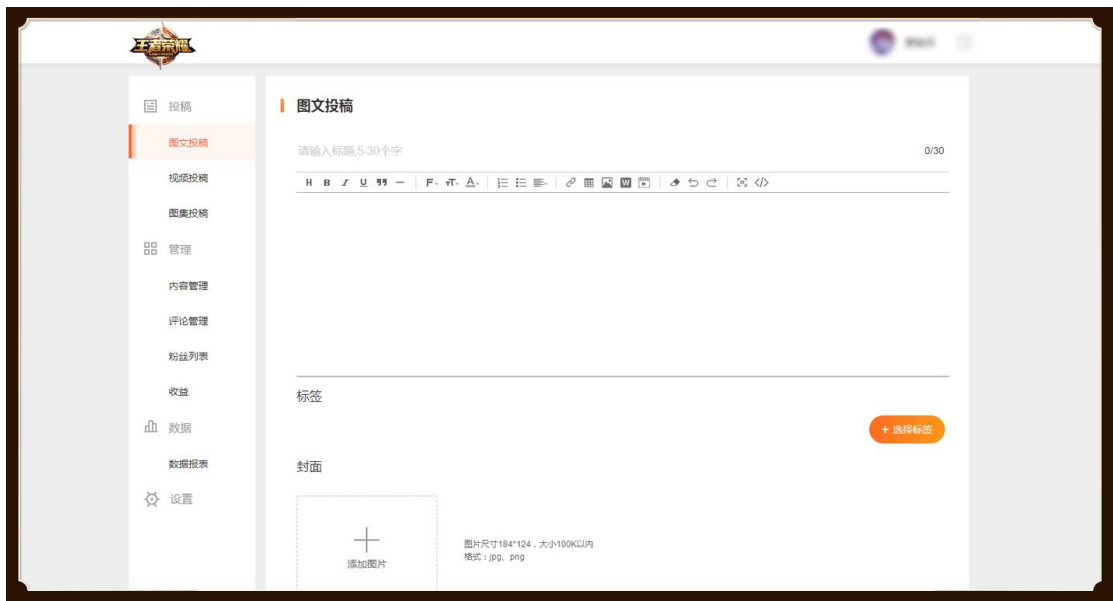 王者荣耀
投稿
图文投稿
视频投稿
图集投稿
管理
内容管理
评论管理
粉丝列表
收益
数据
数据报表
设置
图文投稿
请输入标题,5-30个字
0/30
H B I U F TT A W </>
标签
+ 选择标签
封面
添加图片
图片尺寸184*124，大小100K以内
格式：jpg、png